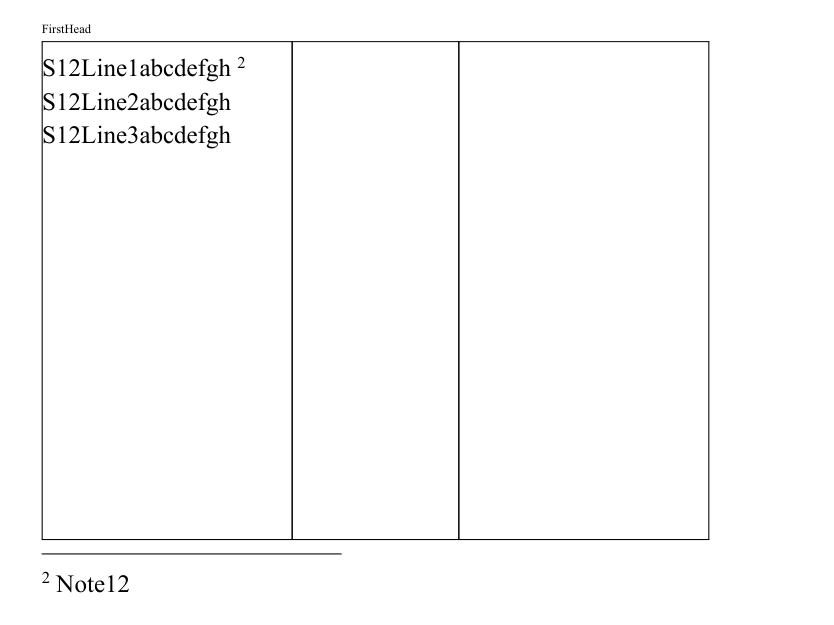 FirstHead
S12Line1abcdefgh 2
S12Line2abcdefgh
S12Line3abcdefgh
2 Note12